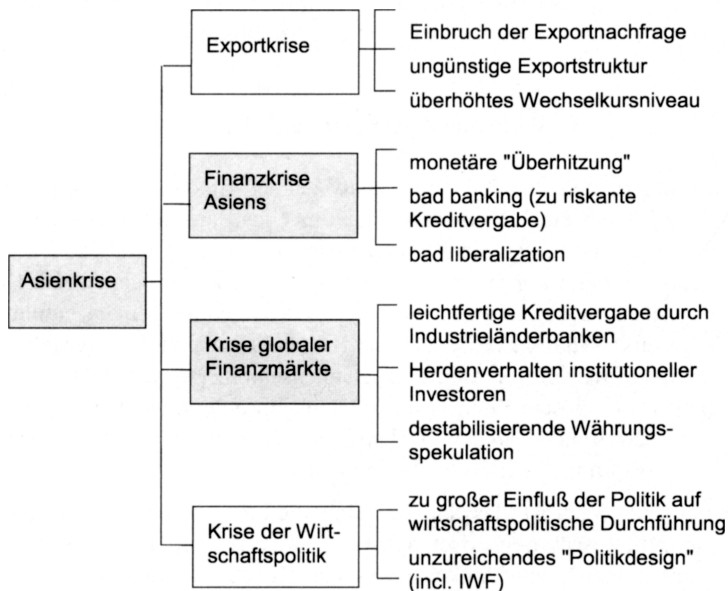 Exportkrise
Einbruch der Exportnachfrage
ungünstige Exportstruktur
überhöhtes Wechselkursniveau
Finanzkrise
Asiens
monetäre "Überhitzung"
bad banking (zu riskante
Kreditvergabe)
bad liberalization
Asienkrise
Krise globaler
Finanzmärkte
leichtfertige Kreditvergabe durch
Industrieländerbanken
Herdenverhalten institutioneller
Investoren
destabilisierende Währungs-
spekulation
Krise der Wirt-
schaftspolitik
zu großer Einfluß der Politik auf
wirtschaftspolitische Durchführung
unzureichendes "Politikdesign"
(incl. IWF)